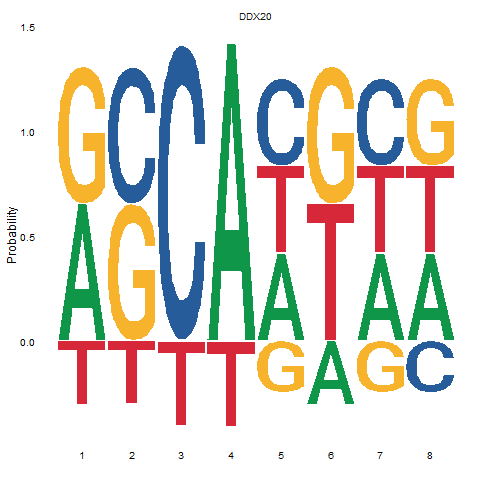 DDX20
1.5
1.0
0.5
0.0
Probability
G C C A C G C G
A G T T T T
A A A
T T T T G A G C
1 2 3 4 5 6 7 8